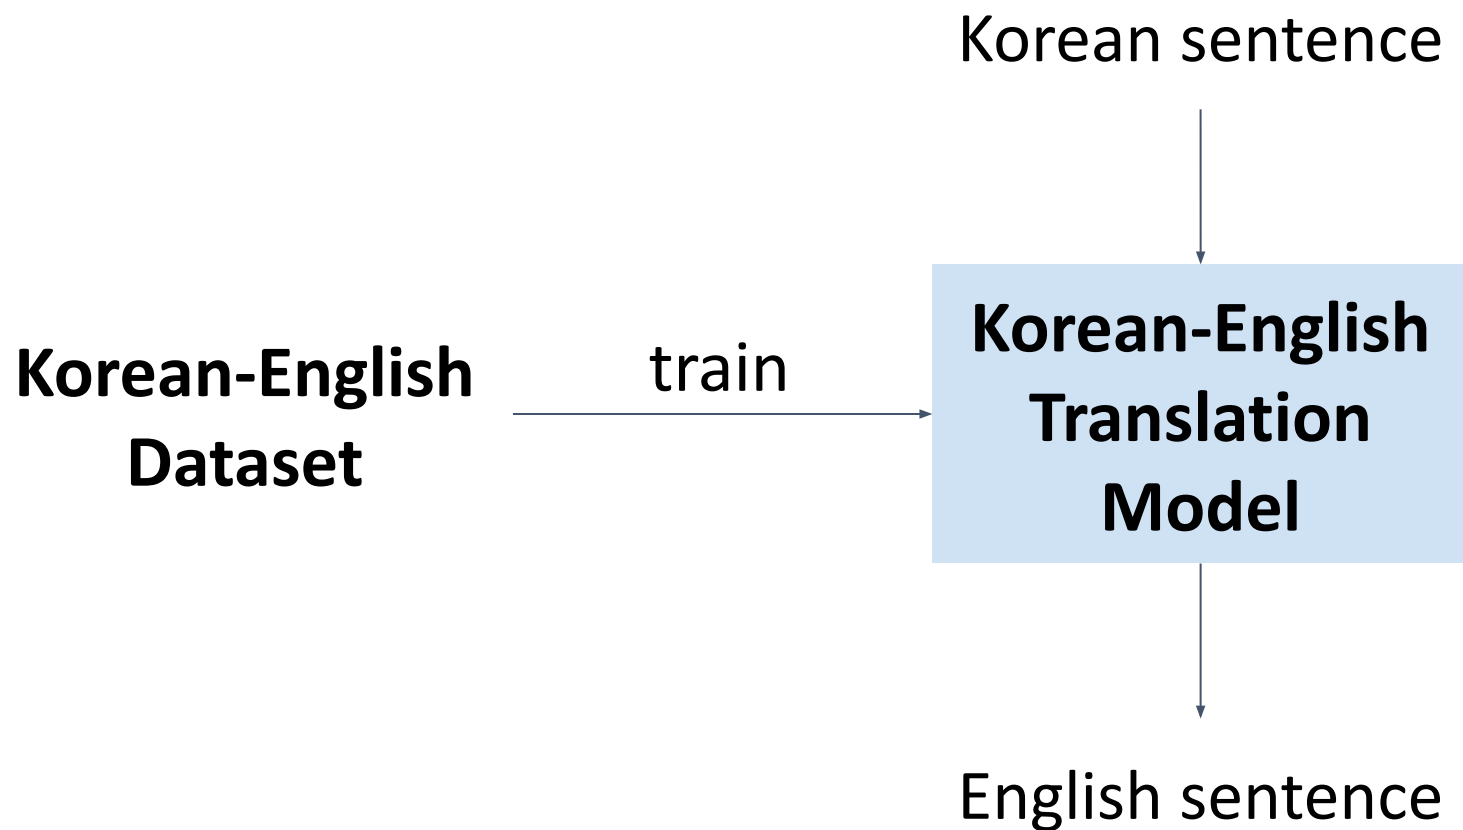 Korean sentence
Korean-English
Dataset
train
Korean-English
Translation
Model
English sentence